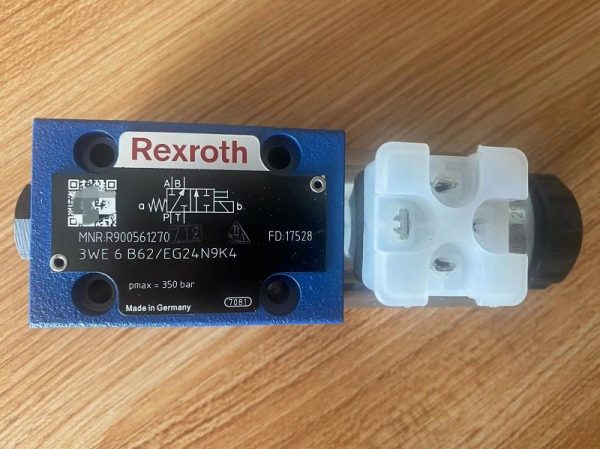 Rexroth
A B
a b
P T
MNR:R900561270 FD:17528
3WE 6 B62/EG24N9K4
pmax = 350 bar
Made in Germany 7081